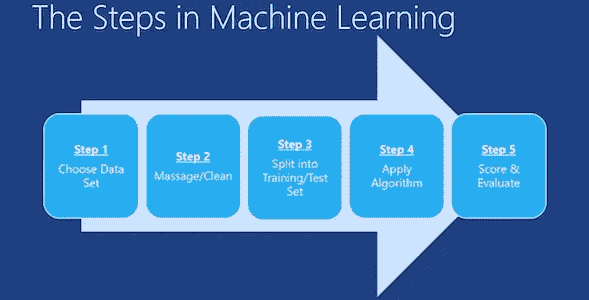 The Steps in Machine Learning
Step 1
Choose Data
Set
Step 2
Massage/Clean
Step 3
Split into
Training/Test
Set
Step 4
Apply
Algorithm
Step 5
Score &
Evaluate